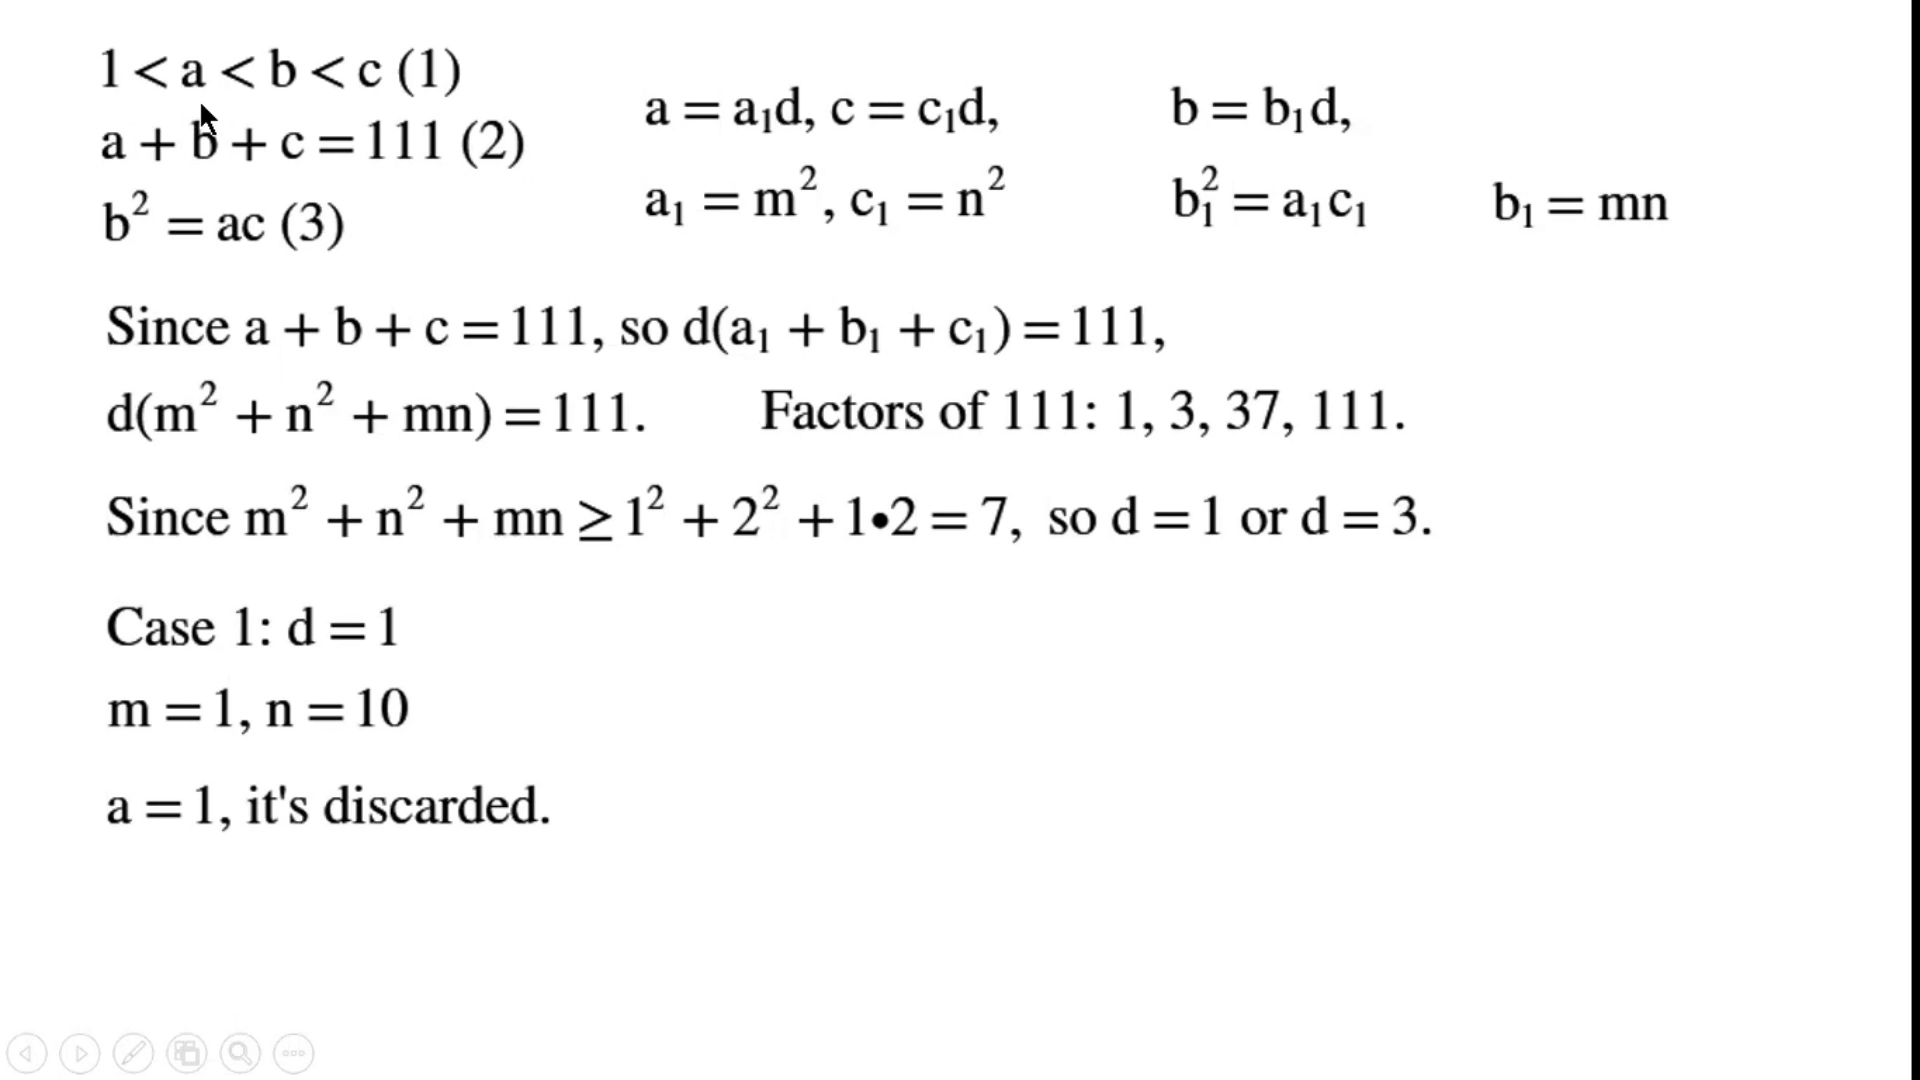 1 < a < b < c (1)
a + b + c = 111 (2)
b² = ac (3)
a = a₁d, c = c₁d,
b = b₁d,
a₁ = m², c₁ = n²
b₁² = a₁c₁
b₁ = mn
Since a + b + c = 111, so d(a₁ + b₁ + c₁) = 111,
d(m² + n² + mn) = 111.
Factors of 111: 1, 3, 37, 111.
Since m² + n² + mn ≥ 1² + 2² + 1•2 = 7, so d = 1 or d = 3.
Case 1: d = 1
m = 1, n = 10
a = 1, it's discarded.